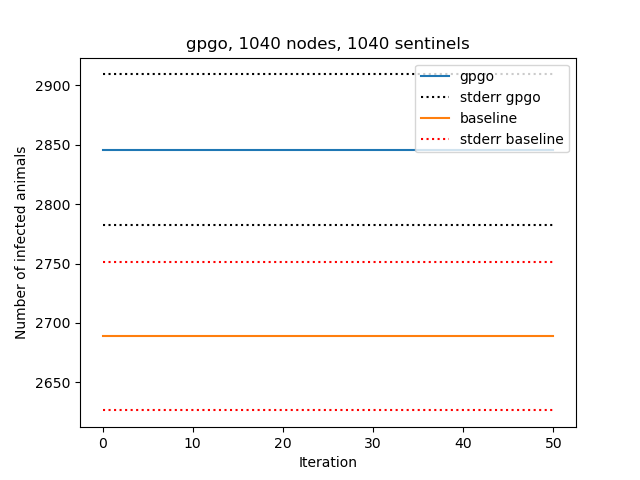 gpgo, 1040 nodes, 1040 sentinels
Number of infected animals
2900
2850
2800
2750
2700
2650
gpgo
stderr gpgo
baseline
stderr baseline
0
10
20
30
40
50
Iteration